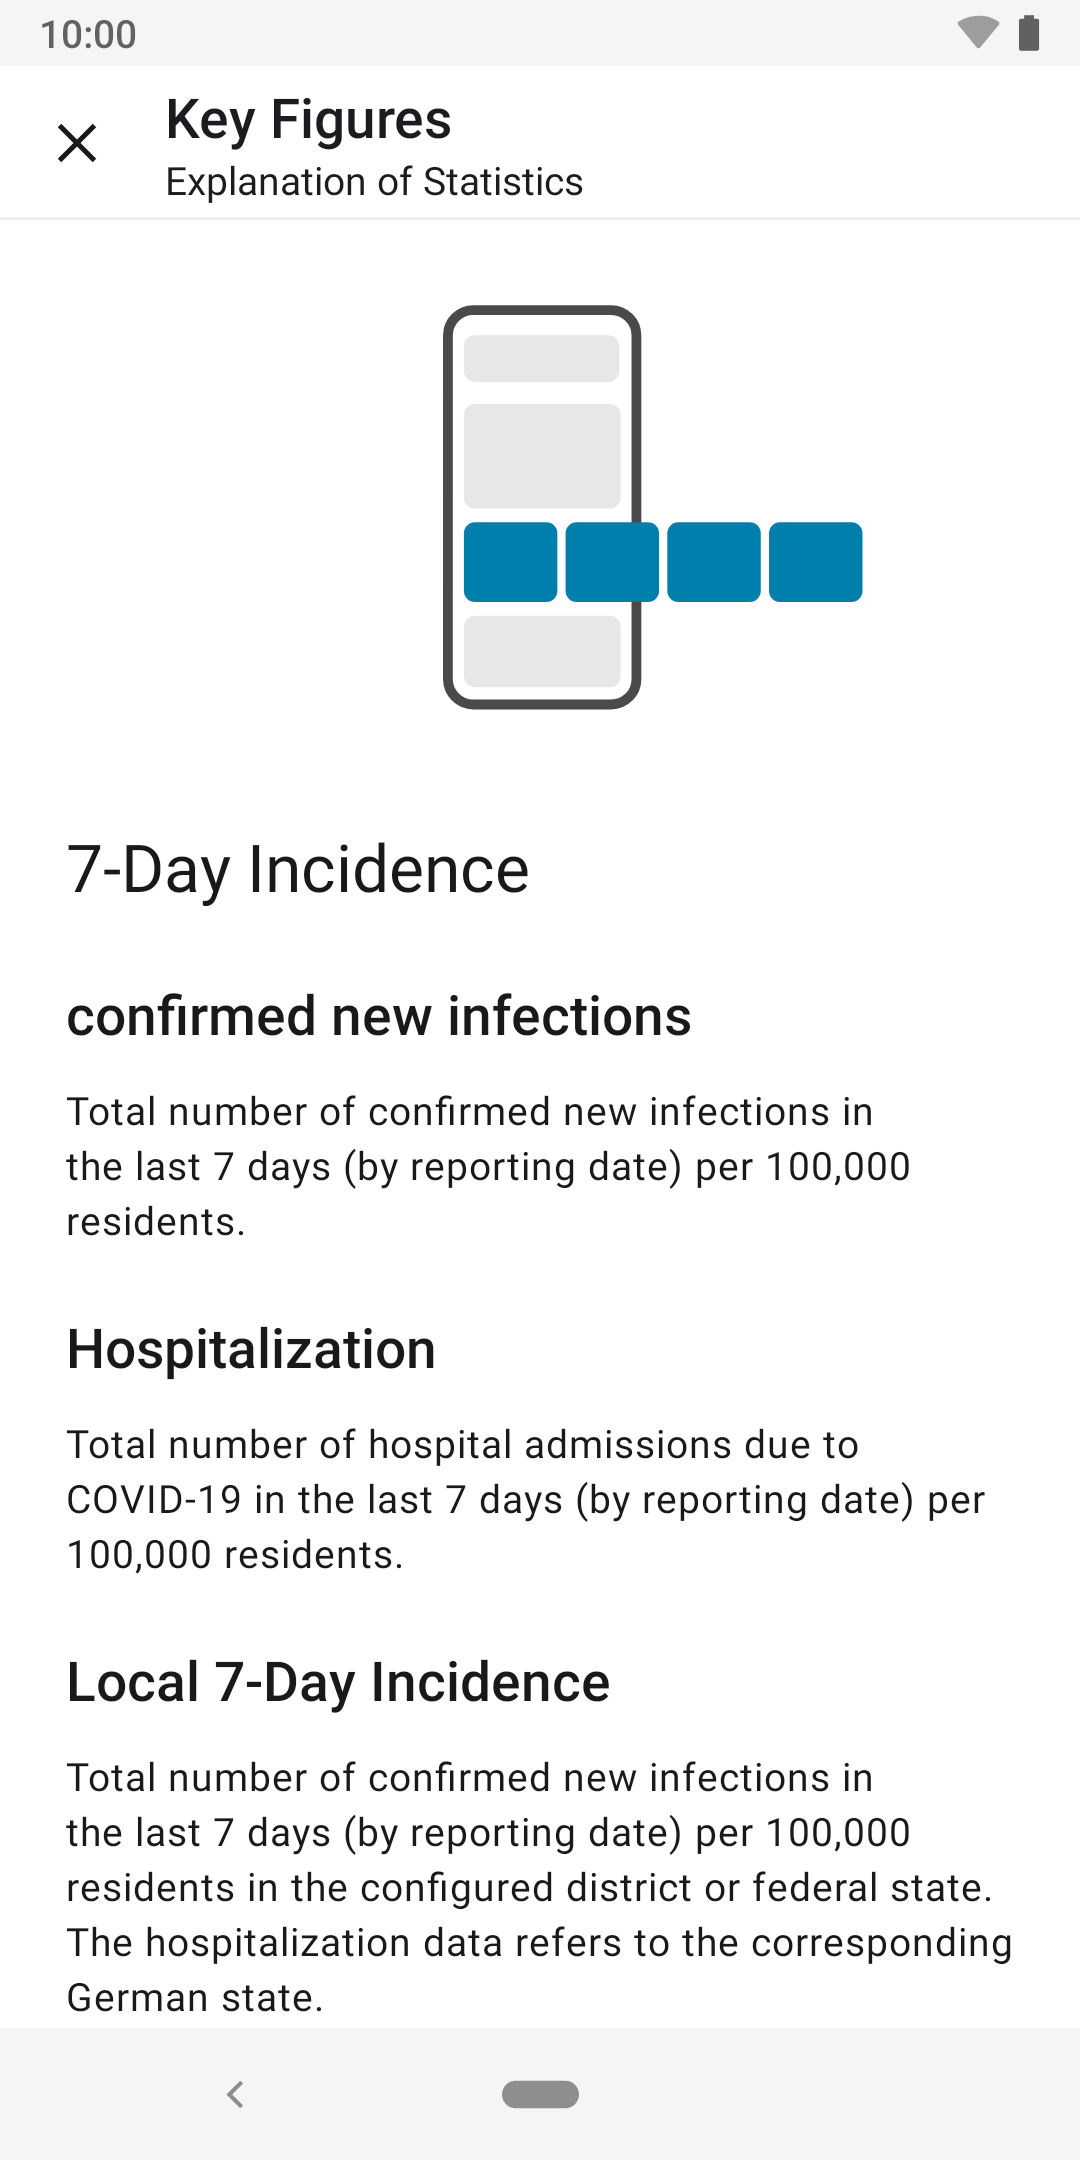 10:00
Key Figures
Explanation of Statistics
7-Day Incidence
confirmed new infections
Total number of confirmed new infections in
the last 7 days (by reporting date) per 100,000
residents.
Hospitalization
Total number of hospital admissions due to
COVID-19 in the last 7 days (by reporting date) per
100,000 residents.
Local 7-Day Incidence
Total number of confirmed new infections in
the last 7 days (by reporting date) per 100,000
residents in the configured district or federal state.
The hospitalization data refers to the corresponding
German state.